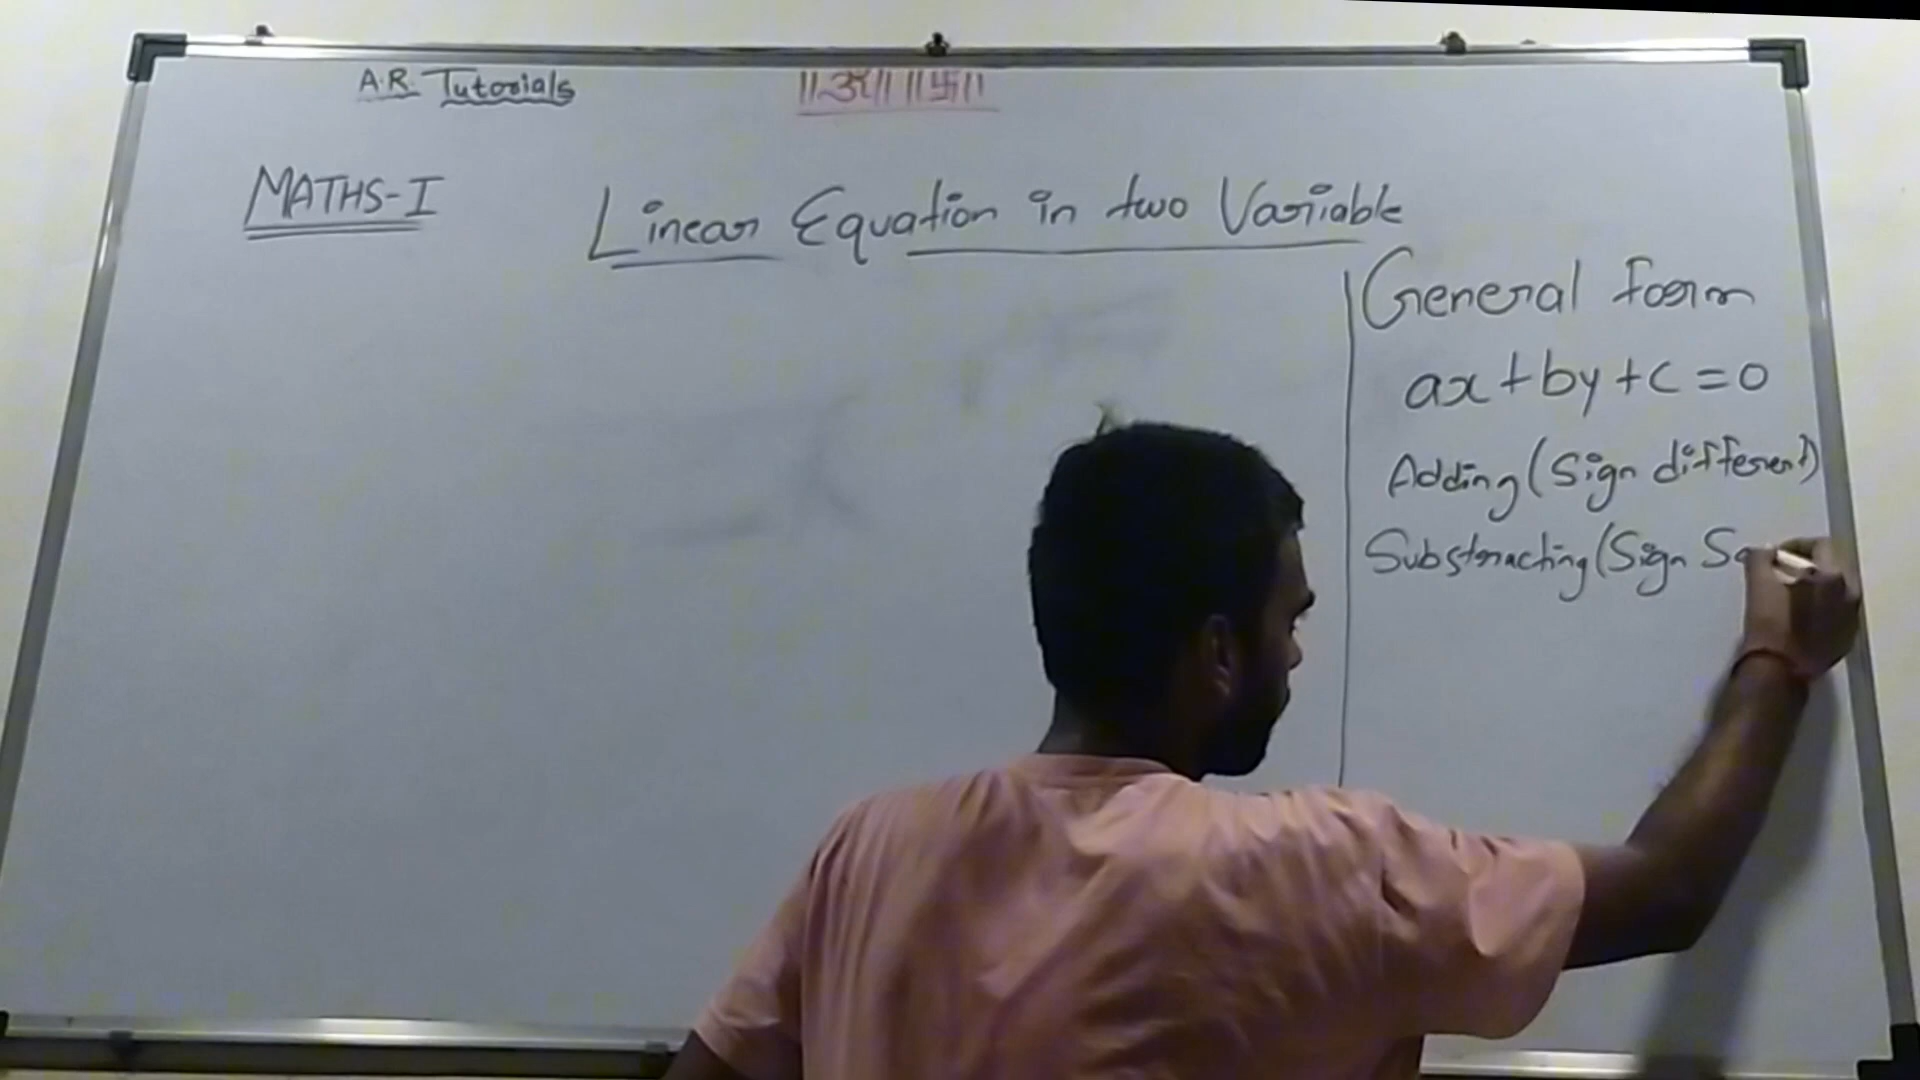 A.R. Tutorials
||ॐ|| ||卐||
MATHS-I
Linear Equation in two Variable
General form
ax+by+c=0
Adding (Sign different)
Substracting (Sign